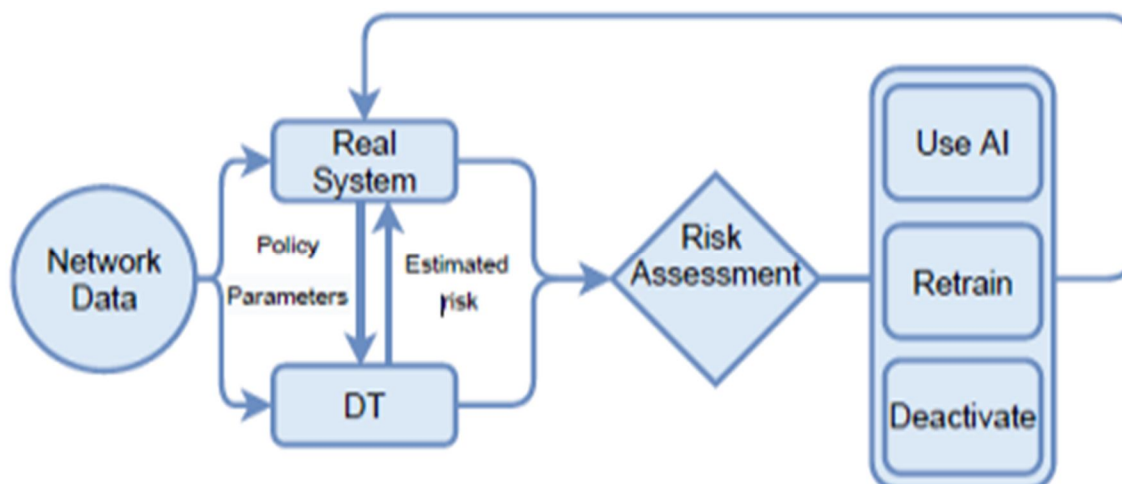 Real
System
Network
Data
Policy
Parameters
Estimated
risk
DT
Risk
Assessment
Use AI
Retrain
Deactivate